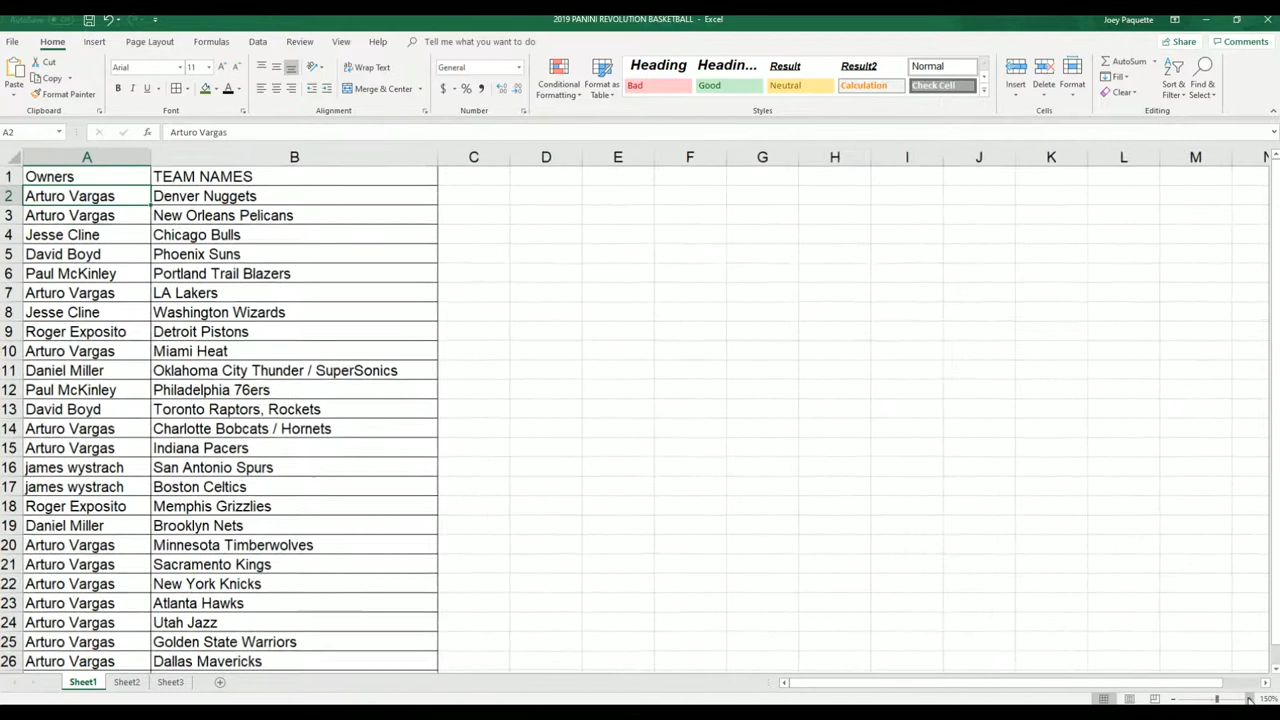 AutoSave Off 2019 PANINI REVOLUTION BASKETBALL - Excel Joey Paquette
File Home Insert Page Layout Formulas Data Review View Help Tell me what you want to do Share Comments
Paste Cut Copy Format Painter Clipboard
Arial 11 B I U Font
Wrap Text Merge & Center Alignment
General $ % Number
Conditional Formatting Format as Table
Heading Headin... Result Result2 Normal
Bad Good Neutral Calculation Check Cell
Styles
Insert Delete Format Cells
AutoSum Fill Clear Sort & Filter Find & Select Editing
A2 fx Arturo Vargas
A B C D E F G H I J K L M N
1 Owners TEAM NAMES
2 Arturo Vargas Denver Nuggets
3 Arturo Vargas New Orleans Pelicans
4 Jesse Cline Chicago Bulls
5 David Boyd Phoenix Suns
6 Paul McKinley Portland Trail Blazers
7 Arturo Vargas LA Lakers
8 Jesse Cline Washington Wizards
9 Roger Exposito Detroit Pistons
10 Arturo Vargas Miami Heat
11 Daniel Miller Oklahoma City Thunder / SuperSonics
12 Paul McKinley Philadelphia 76ers
13 David Boyd Toronto Raptors, Rockets
14 Arturo Vargas Charlotte Bobcats / Hornets
15 Arturo Vargas Indiana Pacers
16 james wystrach San Antonio Spurs
17 james wystrach Boston Celtics
18 Roger Exposito Memphis Grizzlies
19 Daniel Miller Brooklyn Nets
20 Arturo Vargas Minnesota Timberwolves
21 Arturo Vargas Sacramento Kings
22 Arturo Vargas New York Knicks
23 Arturo Vargas Atlanta Hawks
24 Arturo Vargas Utah Jazz
25 Arturo Vargas Golden State Warriors
26 Arturo Vargas Dallas Mavericks
Sheet1 Sheet2 Sheet3
150%